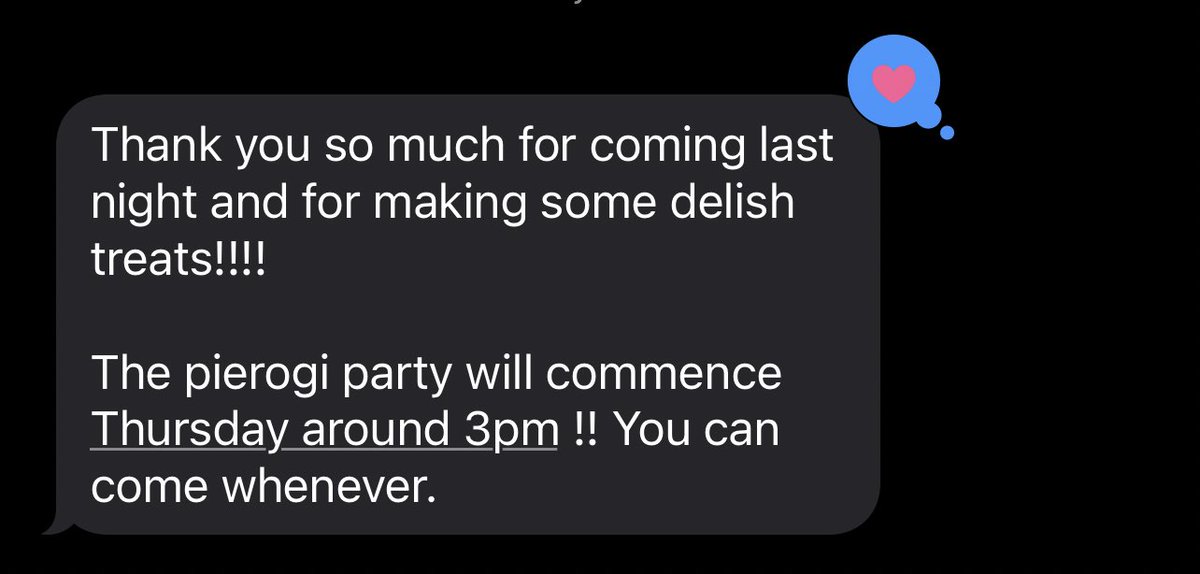 Thank you so much for coming last
night and for making some delish
treats!!!!
The pierogi party will commence
Thursday around 3pm !! You can
come whenever.